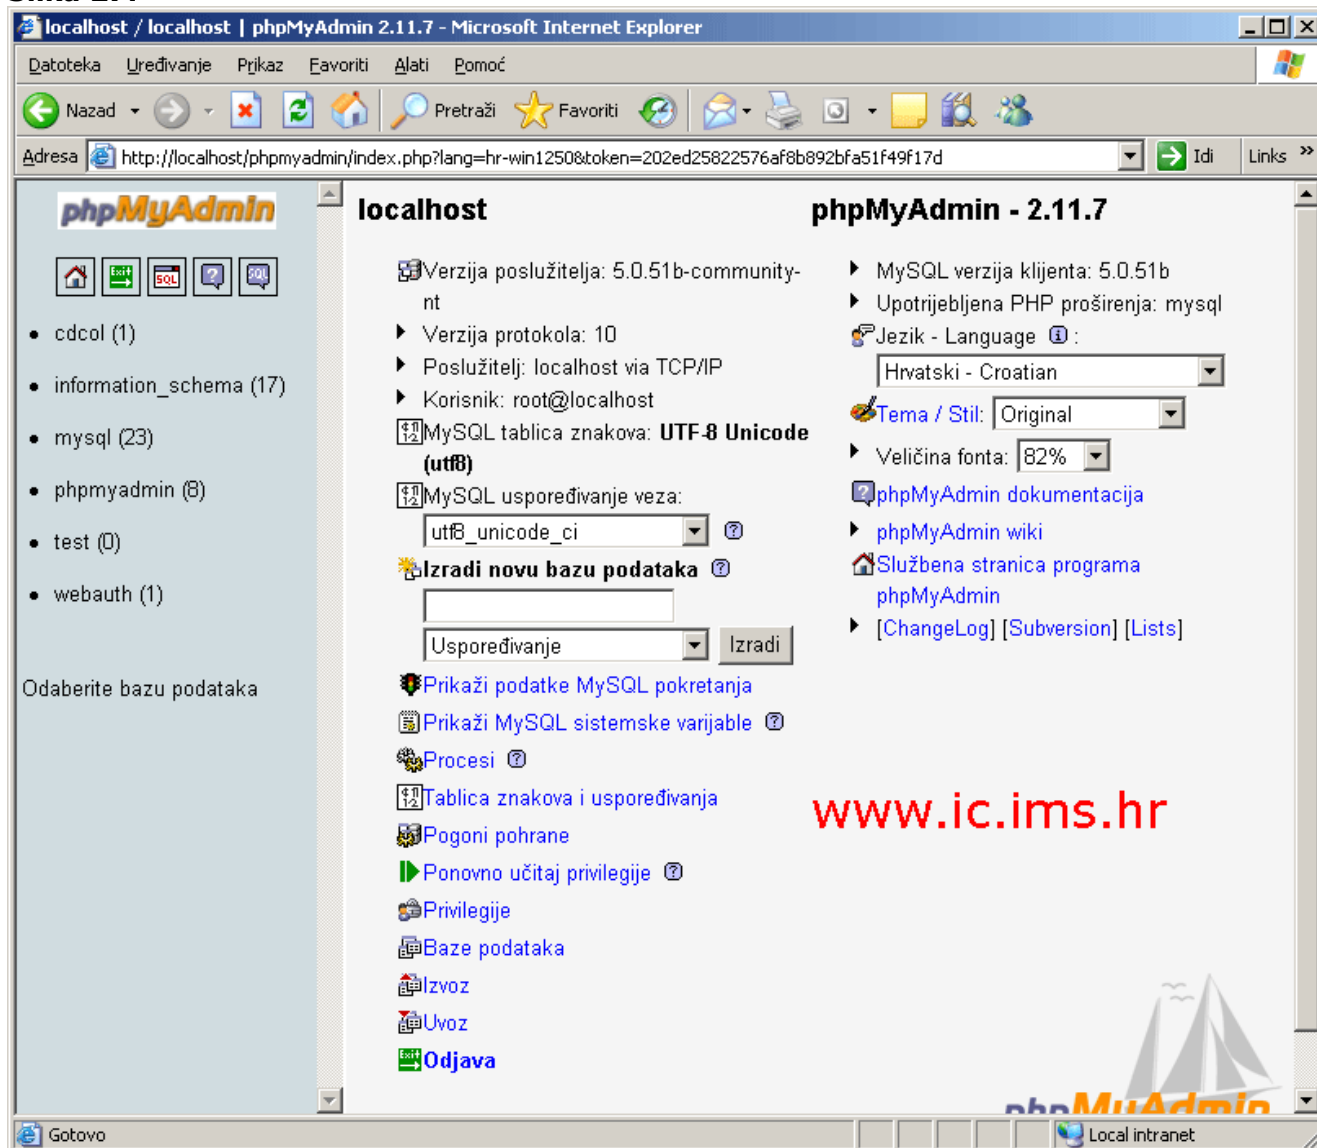 localhost / localhost | phpMyAdmin 2.11.7 - Microsoft Internet Explorer
Datoteka Uređivanje Prikaz Favoriti Alati Pomoć
Nazad Pretraži Favoriti
Adresa http://localhost/phpmyadmin/index.php?lang=hr-win1250&token=202ed25822576af8b892bfa51f49f17d Idi Links »
phpMyAdmin
Exit SQL ? SQL
cdcol (1)
information_schema (17)
mysql (23)
phpmyadmin (8)
test (0)
webauth (1)
Odaberite bazu podataka
localhost
Verzija poslužitelja: 5.0.51b-community-
nt
Verzija protokola: 10
Poslužitelj: localhost via TCP/IP
Korisnik: root@localhost
MySQL tablica znakova: UTF-8 Unicode
(utf8)
MySQL uspoređivanje veza:
utf8_unicode_ci
Izradi novu bazu podataka
Uspoređivanje Izradi
Prikaži podatke MySQL pokretanja
Prikaži MySQL sistemske varijable
Procesi
Tablica znakova i uspoređivanja
Pogoni pohrane
Ponovno učitaj privilegije
Privilegije
Baze podataka
Izvoz
Uvoz
Odjava
phpMyAdmin - 2.11.7
MySQL verzija klijenta: 5.0.51b
Upotrijebljena PHP proširenja: mysql
Jezik - Language :
Hrvatski - Croatian
Tema / Stil: Original
Veličina fonta: 82%
phpMyAdmin dokumentacija
phpMyAdmin wiki
Službena stranica programa
phpMyAdmin
[ChangeLog] [Subversion] [Lists]
www.ic.ims.hr
phpMyAdmin
Gotovo Local intranet